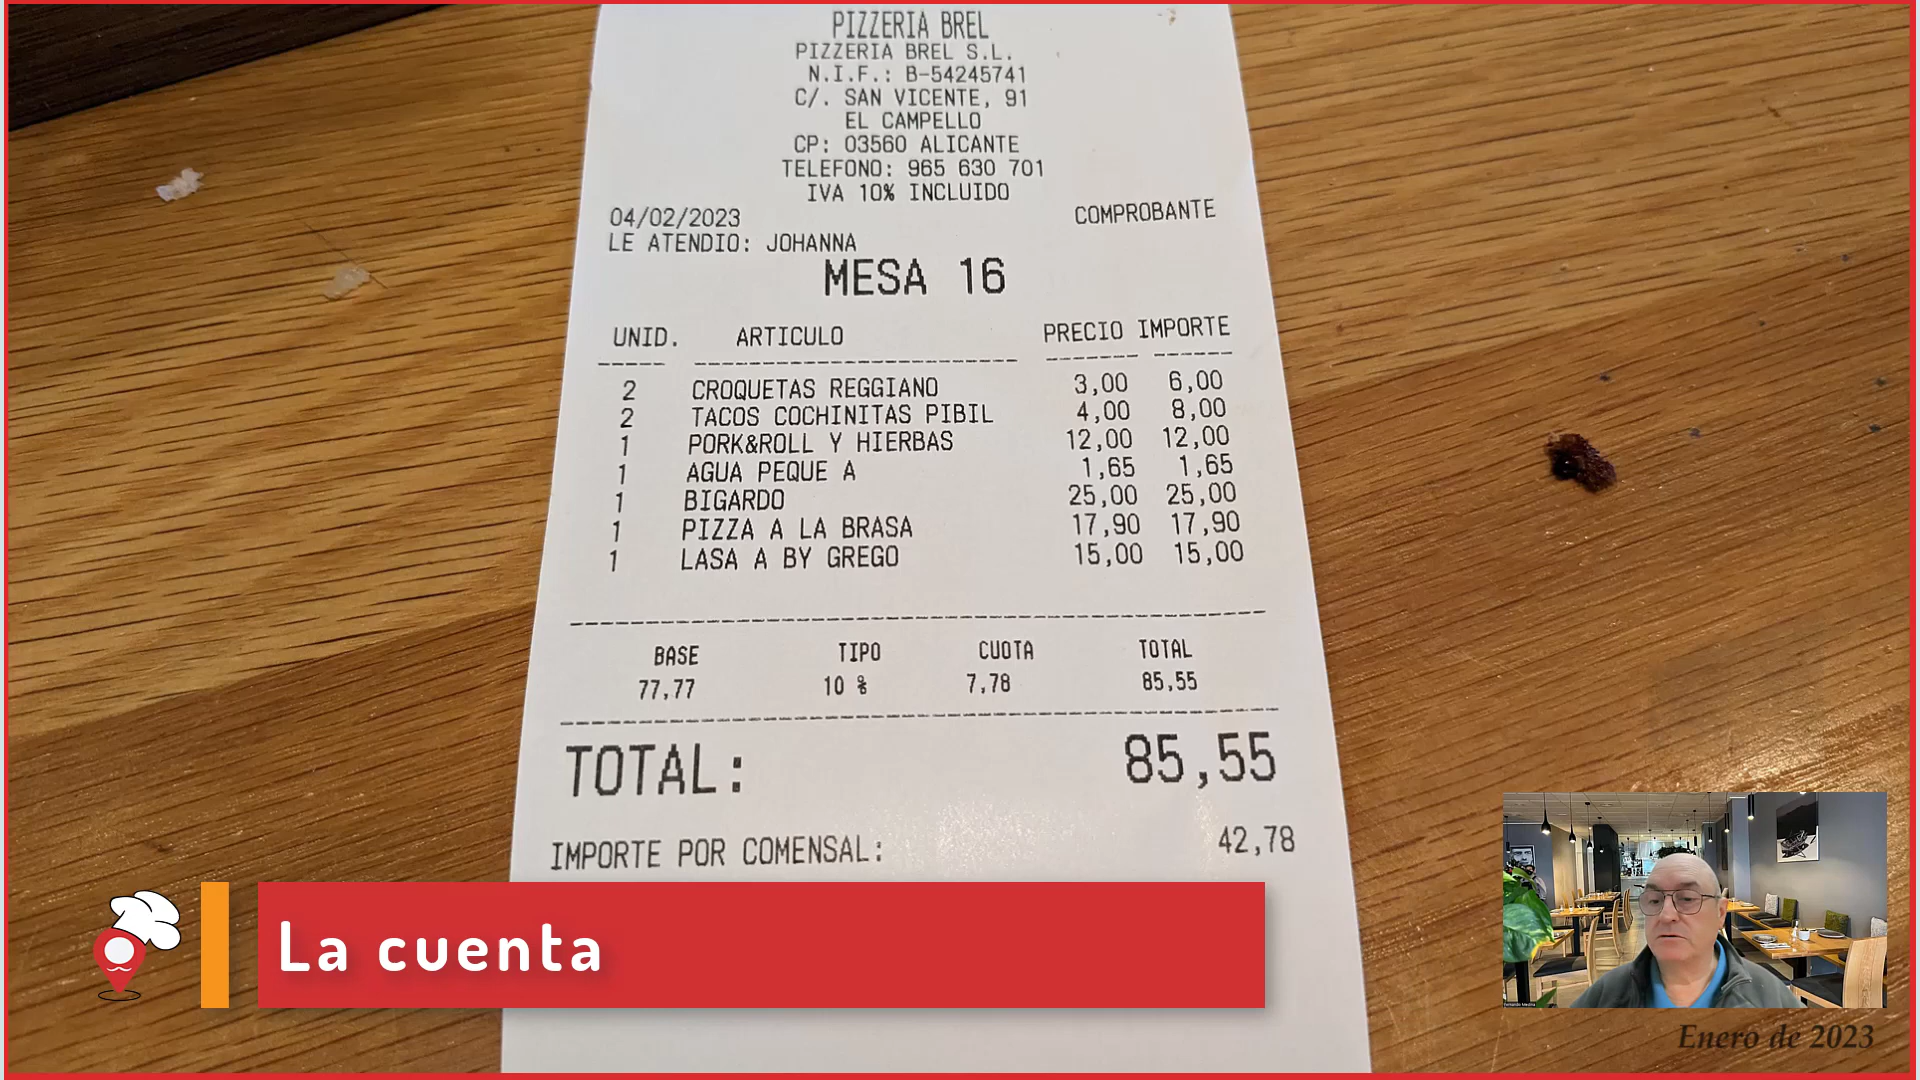 PIZZERIA BREL
PIZZERIA BREL S.L.
N.I.F.: B-54245741
C/. SAN VICENTE, 91
EL CAMPELLO
CP: 03560 ALICANTE
TELEFONO: 965 630 701
IVA 10% INCLUIDO
04/02/2023 COMPROBANTE
LE ATENDIO: JOHANNA
MESA 16
UNID. ARTICULO PRECIO IMPORTE
2 CROQUETAS REGGIANO 3,00 6,00
2 TACOS COCHINITAS PIBIL 4,00 8,00
1 PORK&ROLL Y HIERBAS 12,00 12,00
1 AGUA PEQUE A 1,65 1,65
1 BIGARDO 25,00 25,00
1 PIZZA A LA BRASA 17,90 17,90
1 LASA A BY GREGO 15,00 15,00
BASE TIPO CUOTA TOTAL
77,77 10 % 7,78 85,55
TOTAL: 85,55
IMPORTE POR COMENSAL: 42,78
La cuenta
Enero de 2023